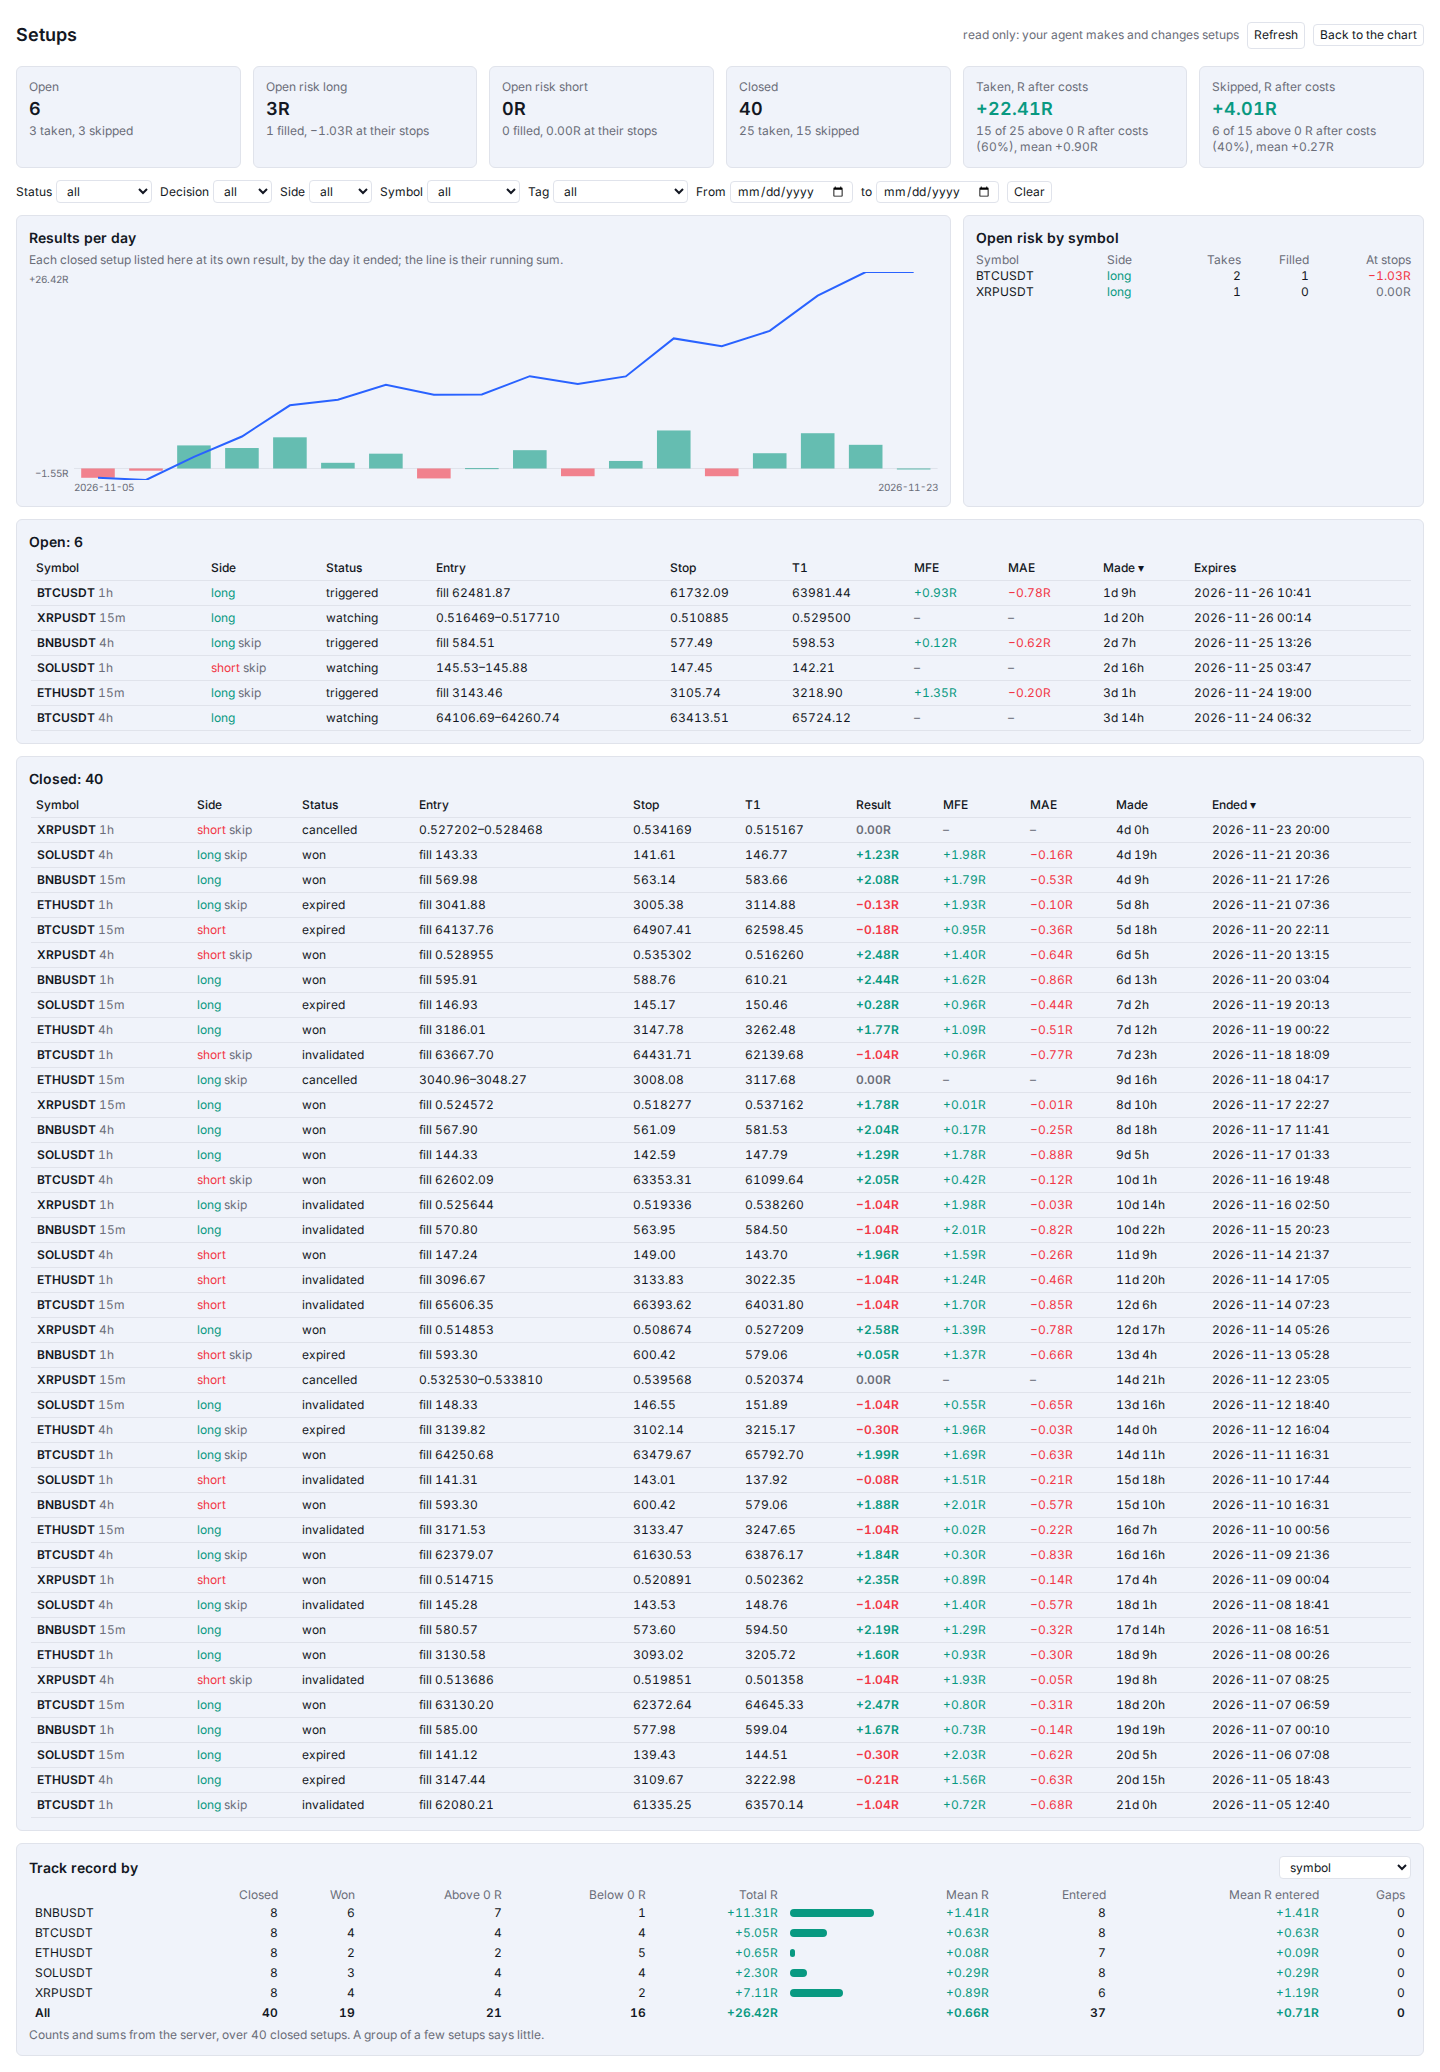 Setups
read only: your agent makes and changes setups Refresh Back to the chart
Open Open risk long Open risk short Closed Taken, R after costs Skipped, R after costs
6 3R 0R 40 +22.41R +4.01R
3 taken, 3 skipped 1 filled, −1.03R at their stops 0 filled, 0.00R at their stops 25 taken, 15 skipped 15 of 25 above 0 R after costs 6 of 15 above 0 R after costs
(60%), mean +0.90R (40%), mean +0.27R
Status all Decision all Side all Symbol all Tag all From mm/dd/yyyy to mm/dd/yyyy Clear
Results per day
Each closed setup listed here at its own result, by the day it ended; the line is their running sum.
+26.42R
−1.55R
2026-11-05 2026-11-23
Open risk by symbol
Symbol Side Takes Filled At stops
BTCUSDT long 2 1 −1.03R
XRPUSDT long 1 0 0.00R
Open: 6
Symbol Side Status Entry Stop T1 MFE MAE Made ▾ Expires
BTCUSDT 1h long triggered fill 62481.87 61732.09 63981.44 +0.93R −0.78R 1d 9h 2026-11-26 10:41
XRPUSDT 15m long watching 0.516469–0.517710 0.510885 0.529500 – – 1d 20h 2026-11-26 00:14
BNBUSDT 4h long skip triggered fill 584.51 577.49 598.53 +0.12R −0.62R 2d 7h 2026-11-25 13:26
SOLUSDT 1h short skip watching 145.53–145.88 147.45 142.21 – – 2d 16h 2026-11-25 03:47
ETHUSDT 15m long skip triggered fill 3143.46 3105.74 3218.90 +1.35R −0.20R 3d 1h 2026-11-24 19:00
BTCUSDT 4h long watching 64106.69–64260.74 63413.51 65724.12 – – 3d 14h 2026-11-24 06:32
Closed: 40
Symbol Side Status Entry Stop T1 Result MFE MAE Made Ended ▾
XRPUSDT 1h short skip cancelled 0.527202–0.528468 0.534169 0.515167 0.00R – – 4d 0h 2026-11-23 20:00
SOLUSDT 4h long skip won fill 143.33 141.61 146.77 +1.23R +1.98R −0.16R 4d 19h 2026-11-21 20:36
BNBUSDT 15m long won fill 569.98 563.14 583.66 +2.08R +1.79R −0.53R 4d 9h 2026-11-21 17:26
ETHUSDT 1h long skip expired fill 3041.88 3005.38 3114.88 −0.13R +1.93R −0.10R 5d 8h 2026-11-21 07:36
BTCUSDT 15m short expired fill 64137.76 64907.41 62598.45 −0.18R +0.95R −0.36R 5d 18h 2026-11-20 22:11
XRPUSDT 4h short skip won fill 0.528955 0.535302 0.516260 +2.48R +1.40R −0.64R 6d 5h 2026-11-20 13:15
BNBUSDT 1h long won fill 595.91 588.76 610.21 +2.44R +1.62R −0.86R 6d 13h 2026-11-20 03:04
SOLUSDT 15m long expired fill 146.93 145.17 150.46 +0.28R +0.96R −0.44R 7d 2h 2026-11-19 20:13
ETHUSDT 4h long won fill 3186.01 3147.78 3262.48 +1.77R +1.09R −0.51R 7d 12h 2026-11-19 00:22
BTCUSDT 1h short skip invalidated fill 63667.70 64431.71 62139.68 −1.04R +0.96R −0.77R 7d 23h 2026-11-18 18:09
ETHUSDT 15m long skip cancelled 3040.96–3048.27 3008.08 3117.68 0.00R – – 9d 16h 2026-11-18 04:17
XRPUSDT 15m long won fill 0.524572 0.518277 0.537162 +1.78R +0.01R −0.01R 8d 10h 2026-11-17 22:27
BNBUSDT 4h long won fill 567.90 561.09 581.53 +2.04R +0.17R −0.25R 8d 18h 2026-11-17 11:41
SOLUSDT 1h long won fill 144.33 142.59 147.79 +1.29R +1.78R −0.88R 9d 5h 2026-11-17 01:33
BTCUSDT 4h short skip won fill 62602.09 63353.31 61099.64 +2.05R +0.42R −0.12R 10d 1h 2026-11-16 19:48
XRPUSDT 1h long skip invalidated fill 0.525644 0.519336 0.538260 −1.04R +1.98R −0.03R 10d 14h 2026-11-16 02:50
BNBUSDT 15m long invalidated fill 570.80 563.95 584.50 −1.04R +2.01R −0.82R 10d 22h 2026-11-15 20:23
SOLUSDT 4h short won fill 147.24 149.00 143.70 +1.96R +1.59R −0.26R 11d 9h 2026-11-14 21:37
ETHUSDT 1h short invalidated fill 3096.67 3133.83 3022.35 −1.04R +1.24R −0.46R 11d 20h 2026-11-14 17:05
BTCUSDT 15m short invalidated fill 65606.35 66393.62 64031.80 −1.04R +1.70R −0.85R 12d 6h 2026-11-14 07:23
XRPUSDT 4h long won fill 0.514853 0.508674 0.527209 +2.58R +1.39R −0.78R 12d 17h 2026-11-14 05:26
BNBUSDT 1h short skip expired fill 593.30 600.42 579.06 +0.05R +1.37R −0.66R 13d 4h 2026-11-13 05:28
XRPUSDT 15m short cancelled 0.532530–0.533810 0.539568 0.520374 0.00R – – 14d 21h 2026-11-12 23:05
SOLUSDT 15m long invalidated fill 148.33 146.55 151.89 −1.04R +0.55R −0.65R 13d 16h 2026-11-12 18:40
ETHUSDT 4h long skip expired fill 3139.82 3102.14 3215.17 −0.30R +1.96R −0.03R 14d 0h 2026-11-12 16:04
BTCUSDT 1h long skip won fill 64250.68 63479.67 65792.70 +1.99R +1.69R −0.63R 14d 11h 2026-11-11 16:31
SOLUSDT 1h short invalidated fill 141.31 143.01 137.92 −0.08R +1.51R −0.21R 15d 18h 2026-11-10 17:44
BNBUSDT 4h short won fill 593.30 600.42 579.06 +1.88R +2.01R −0.57R 15d 10h 2026-11-10 16:31
ETHUSDT 15m long invalidated fill 3171.53 3133.47 3247.65 −1.04R +0.02R −0.22R 16d 7h 2026-11-10 00:56
BTCUSDT 4h long skip won fill 62379.07 61630.53 63876.17 +1.84R +0.30R −0.83R 16d 16h 2026-11-09 21:36
XRPUSDT 1h short won fill 0.514715 0.520891 0.502362 +2.35R +0.89R −0.14R 17d 4h 2026-11-09 00:04
SOLUSDT 4h long skip invalidated fill 145.28 143.53 148.76 −1.04R +1.40R −0.57R 18d 1h 2026-11-08 18:41
BNBUSDT 15m long won fill 580.57 573.60 594.50 +2.19R +1.29R −0.32R 17d 14h 2026-11-08 16:51
ETHUSDT 1h long won fill 3130.58 3093.02 3205.72 +1.60R +0.93R −0.30R 18d 9h 2026-11-08 00:26
XRPUSDT 4h short skip invalidated fill 0.513686 0.519851 0.501358 −1.04R +1.93R −0.05R 19d 8h 2026-11-07 08:25
BTCUSDT 15m long won fill 63130.20 62372.64 64645.33 +2.47R +0.80R −0.31R 18d 20h 2026-11-07 06:59
BNBUSDT 1h long won fill 585.00 577.98 599.04 +1.67R +0.73R −0.14R 19d 19h 2026-11-07 00:10
SOLUSDT 15m long expired fill 141.12 139.43 144.51 −0.30R +2.03R −0.62R 20d 5h 2026-11-06 07:08
ETHUSDT 4h long expired fill 3147.44 3109.67 3222.98 −0.21R +1.56R −0.63R 20d 15h 2026-11-05 18:43
BTCUSDT 1h long skip invalidated fill 62080.21 61335.25 63570.14 −1.04R +0.72R −0.68R 21d 0h 2026-11-05 12:40
Track record by symbol
Closed Won Above 0 R Below 0 R Total R Mean R Entered Mean R entered Gaps
BNBUSDT 8 6 7 1 +11.31R +1.41R 8 +1.41R 0
BTCUSDT 8 4 4 4 +5.05R +0.63R 8 +0.63R 0
ETHUSDT 8 2 2 5 +0.65R +0.08R 7 +0.09R 0
SOLUSDT 8 3 4 4 +2.30R +0.29R 8 +0.29R 0
XRPUSDT 8 4 4 2 +7.11R +0.89R 6 +1.19R 0
All 40 19 21 16 +26.42R +0.66R 37 +0.71R 0
Counts and sums from the server, over 40 closed setups. A group of a few setups says little.